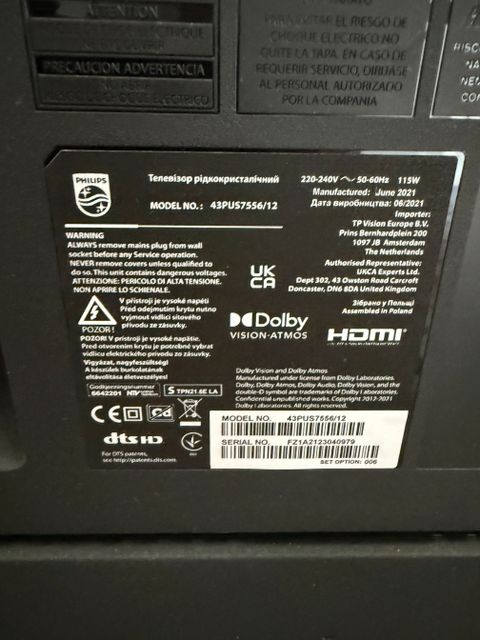 ATTENTION
PRECAUCION ADVERTENCIA
PARA EVITAR EL RIESGO DE
CHOQUE ELECTRICO NO
QUITE LA TAPA. EN CASO DE
REQUERIR SERVICIO, DIRIJASE
AL PERSONAL AUTORIZADO
POR LA COMPANIA
PHILIPS
Телевізор рідкокристалічний
MODEL NO.: 43PUS7556/12
220-240V ~ 50-60Hz 115W
Manufactured: June 2021
Дата виробництва: 06/2021
Importer:
TP Vision Europe B.V.
Prins Bernhardplein 200
1097 JB Amsterdam
The Netherlands
Authorised Representative:
UKCA Experts Ltd.
Dept 302, 43 Owston Road Carcroft
Doncaster, DN6 8DA United Kingdom
Зібрано у Польщі
Assembled in Poland
WARNING
ALWAYS remove mains plug from wall
socket before any Service operation.
NEVER remove covers unless qualified to
do so. This unit contains dangerous voltages.
ATTENZIONE: PERICOLO DI ALTA TENSIONE.
NON APRIRE LO SCHIENALE.
V přístroji je vysoké napětí
Před odejmutím krytu nutno
vyjmout vidlici síťového
přívodu ze zásuvky.
POZOR!
POZOR! V prístroji je vysoké napätie.
Pred otvorením krytu je potrebné vybrať
vidlicu elektrického prívodu zo zásuvky.
Vigyázat, nagyfeszültség!
A készülék burkolatának
eltávolítása életveszélyes!
UK
CA
Dolby
VISION·ATMOS
HDMI
Dolby Vision and Dolby Atmos
Manufactured under license from Dolby Laboratories.
Dolby, Dolby Atmos, Dolby Audio, Dolby Vision, and the
double-D symbol are trademarks of Dolby Laboratories.
Confidential unpublished works. Copyright 2012-2021
Dolby Laboratories. All rights reserved.
Godkjenningsnummer
6642201 NTV
S TPN21.6E LA
CE
dts HD
For DTS patents,
see http://patents.dts.com
MODEL NO.: 43PUS7556/12
SERIAL NO.: FZ1A2123040979
SET OPTION: 006